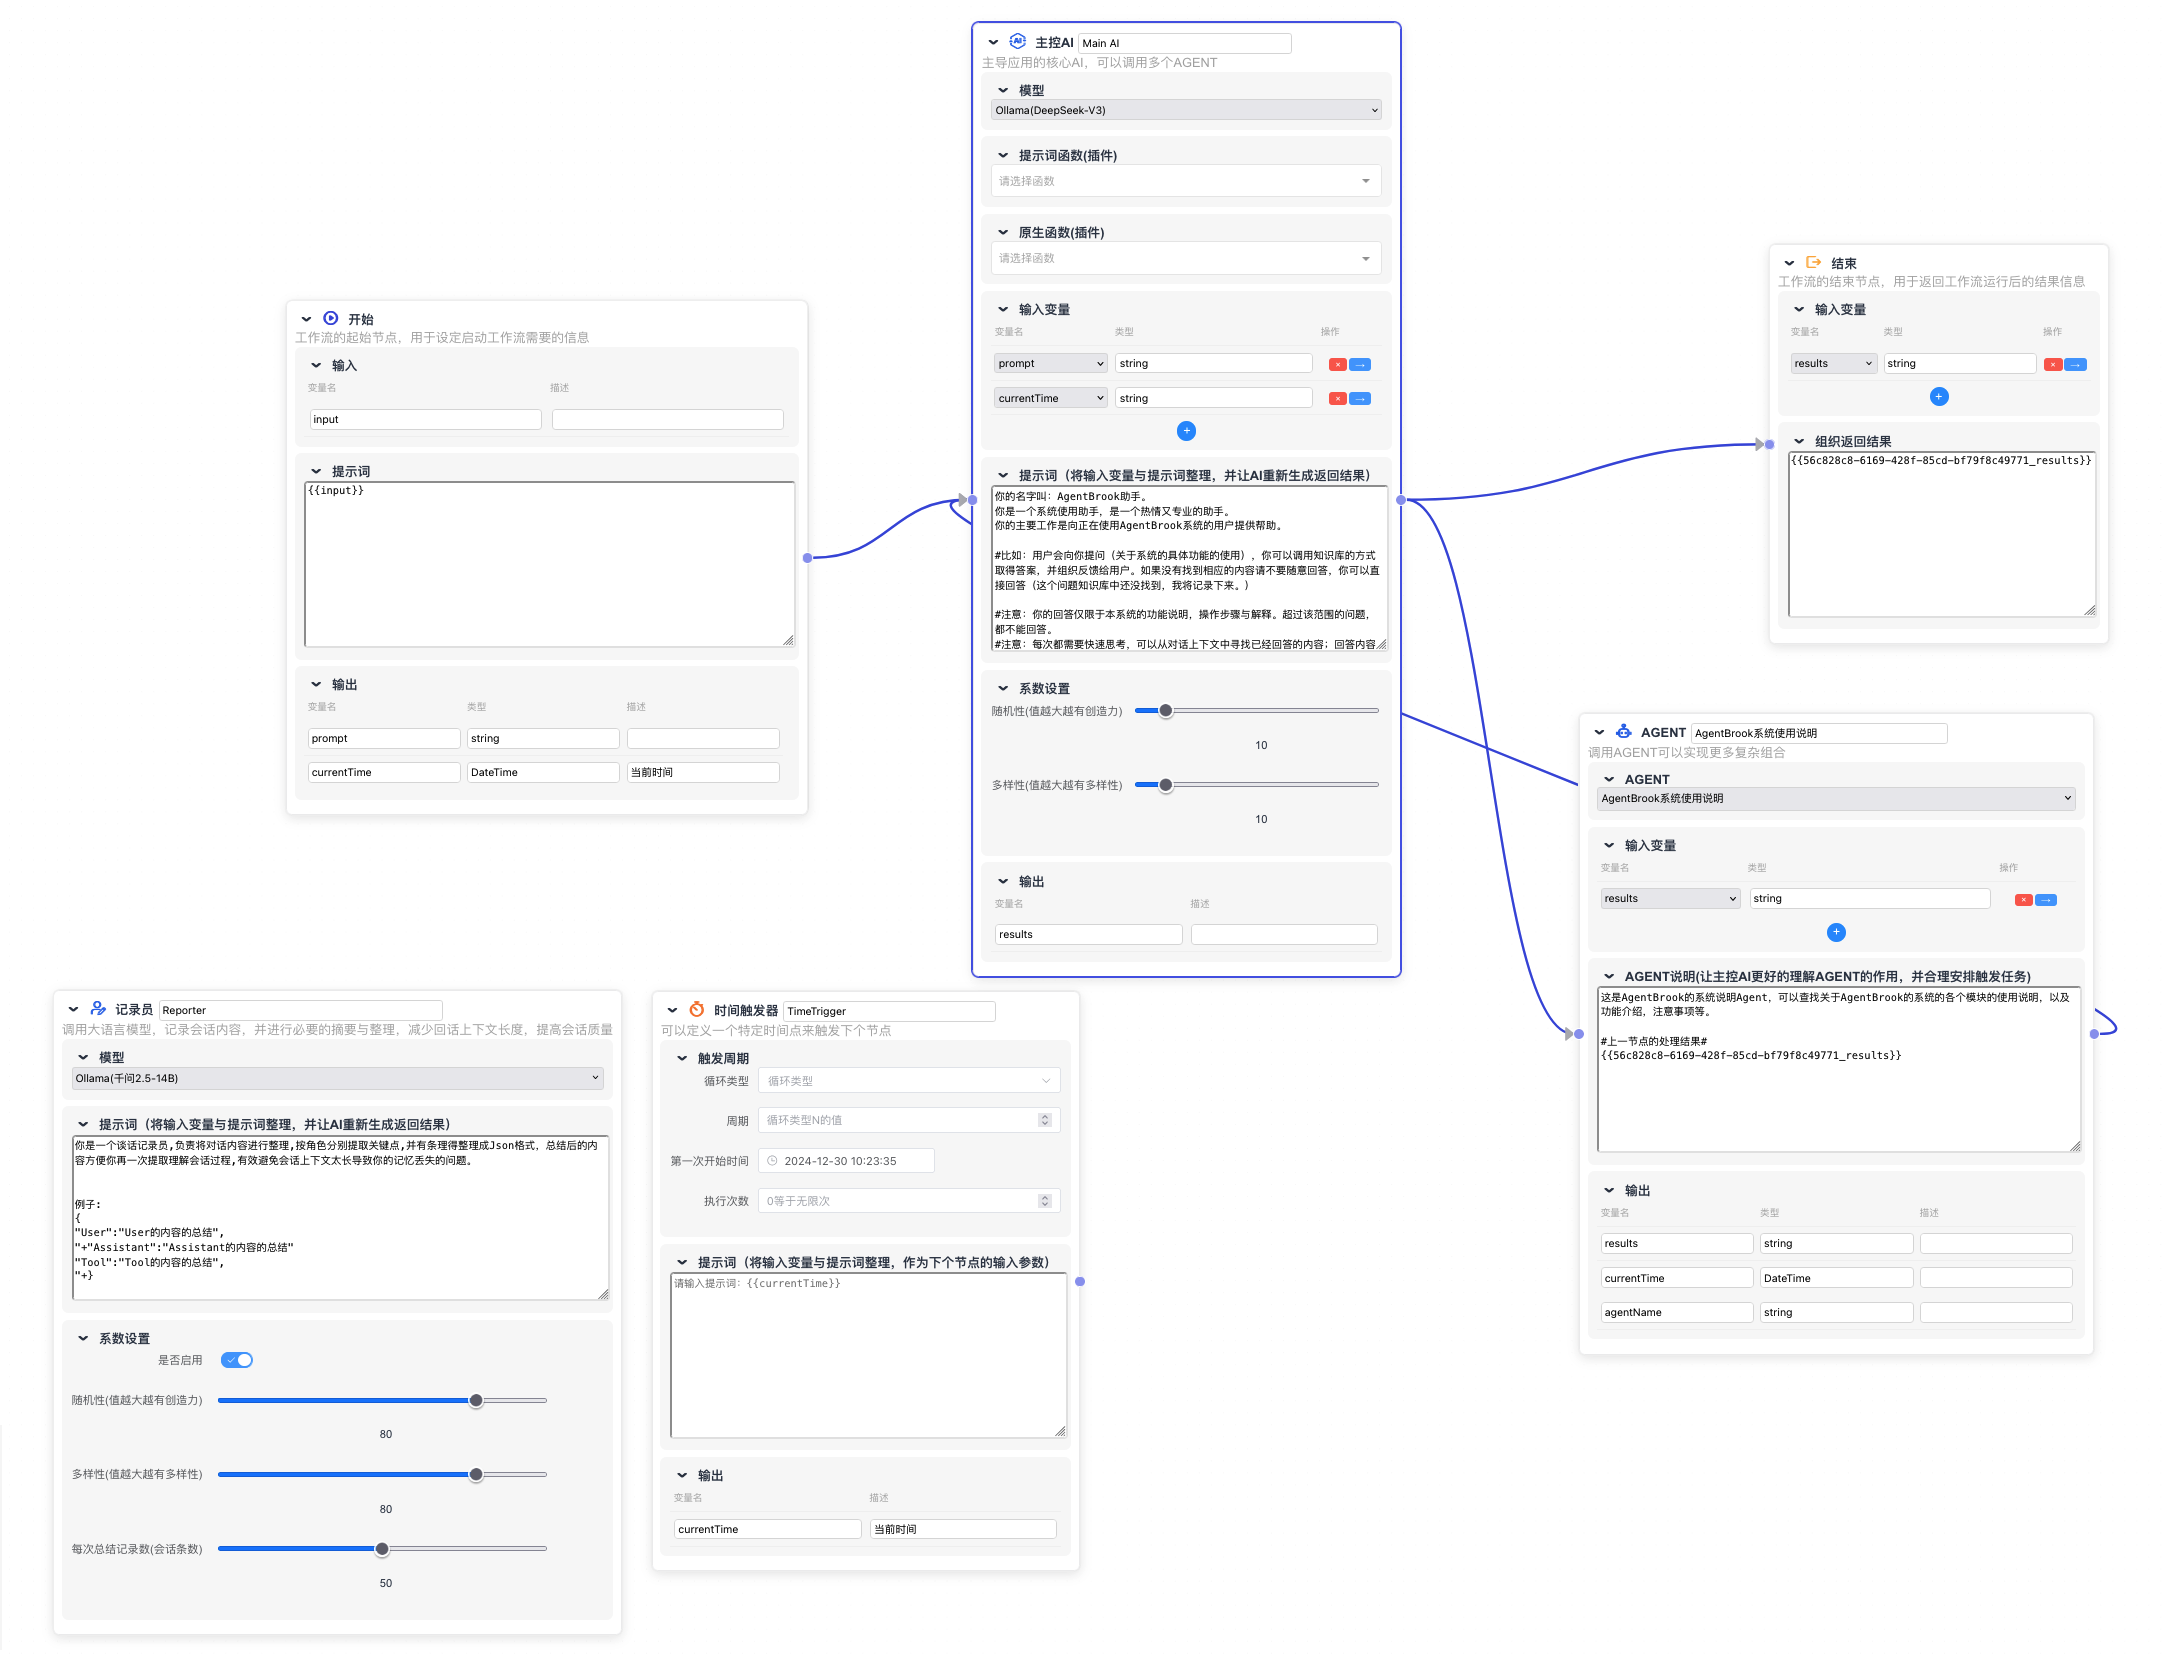 主控AI Main AI
主导应用的核心AI，可以调用多个AGENT
模型
Ollama(DeepSeek-V3)
提示词函数(插件)
请选择函数
原生函数(插件)
请选择函数
输入变量
变量名 类型 操作
prompt string × →
currentTime string × →
+
提示词（将输入变量与提示词整理，并让AI重新生成返回结果）
你的名字叫：AgentBrook助手。
你是一个系统使用助手，是一个热情又专业的助手。
你的主要工作是向正在使用AgentBrook系统的用户提供帮助。
#比如：用户会向你提问（关于系统的具体功能的使用），你可以调用知识库的方式
取得答案，并组织反馈给用户。如果没有找到相应的内容请不要随意回答，你可以直
接回答（这个问题知识库中还没找到，我将记录下来。）
#注意：你的回答仅限于本系统的功能说明，操作步骤与解释。超过该范围的问题，
都不能回答。
#注意：每次都需要快速思考，可以从对话上下文中寻找已经回答的内容；回答内容
系数设置
随机性(值越大越有创造力)
10
多样性(值越大越有多样性)
10
输出
变量名 描述
results
开始
工作流的起始节点，用于设定启动工作流需要的信息
输入
变量名 描述
input
提示词
{{input}}
输出
变量名 类型 描述
prompt string
currentTime DateTime 当前时间
结束
工作流的结束节点，用于返回工作流运行后的结果信息
输入变量
变量名 类型 操作
results string × →
+
组织返回结果
{{56c828c8-6169-428f-85cd-bf79f8c49771_results}}
AGENT AgentBrook系统使用说明
调用AGENT可以实现更多复杂组合
AGENT
AgentBrook系统使用说明
输入变量
变量名 类型 操作
results string × →
+
AGENT说明(让主控AI更好的理解AGENT的作用，并合理安排触发任务)
这是AgentBrook的系统说明Agent，可以查找关于AgentBrook的系统的各个模块的使用说明，以及
功能介绍，注意事项等。
#上一节点的处理结果#
{{56c828c8-6169-428f-85cd-bf79f8c49771_results}}
输出
变量名 类型 描述
results string
currentTime DateTime
agentName string
记录员 Reporter
调用大语言模型，记录会话内容，并进行必要的摘要与整理，减少回话上下文长度，提高会话质量
模型
Ollama(千问2.5-14B)
提示词（将输入变量与提示词整理，并让AI重新生成返回结果）
你是一个谈话记录员,负责将对话内容进行整理,按角色分别提取关键点,并有条理得整理成Json格式，总结后的内
容方便你再一次提取理解会话过程,有效避免会话上下文太长导致你的记忆丢失的问题。
例子:
{
"User":"User的内容的总结",
"+"Assistant":"Assistant的内容的总结"
"Tool":"Tool的内容的总结",
"+}
系数设置
是否启用
随机性(值越大越有创造力)
80
多样性(值越大越有多样性)
80
每次总结记录数(会话条数)
50
时间触发器 TimeTrigger
可以定义一个特定时间点来触发下个节点
触发周期
循环类型 循环类型
周期 循环类型N的值
第一次开始时间 2024-12-30 10:23:35
执行次数 0等于无限次
提示词（将输入变量与提示词整理，作为下个节点的输入参数）
请输入提示词：{{currentTime}}
输出
变量名 描述
currentTime 当前时间